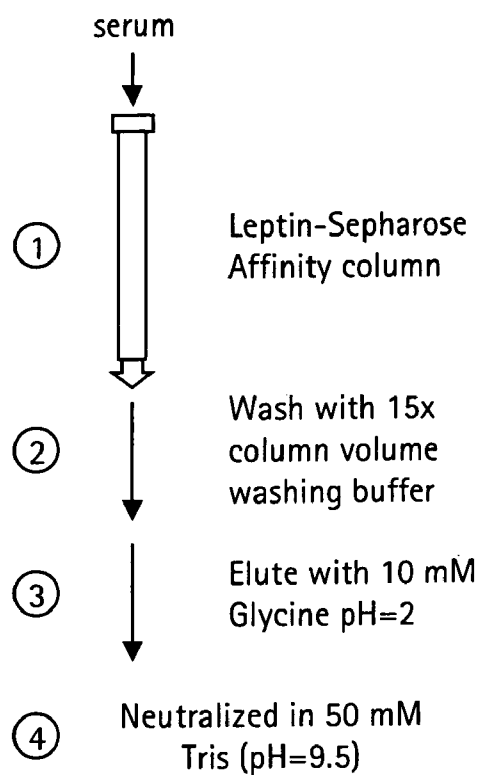 serum
1
Leptin-Sepharose
Affinity column
2
Wash with 15x
column volume
washing buffer
3
Elute with 10 mM
Glycine pH=2
4
Neutralized in 50 mM
Tris (pH=9.5)